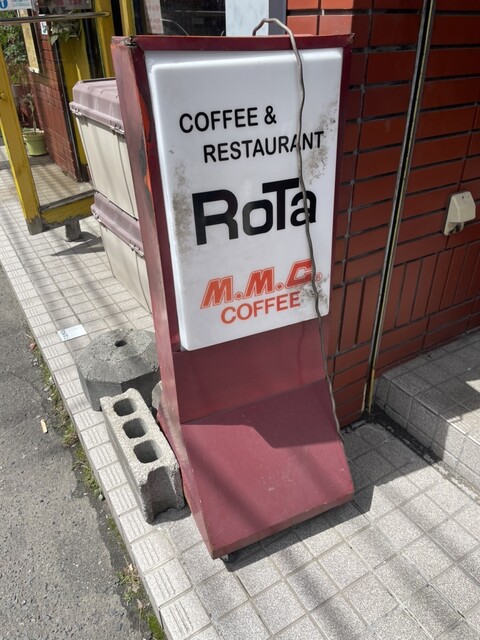 COFFEE &
RESTAURANT
RoTa
M.M.C.
COFFEE